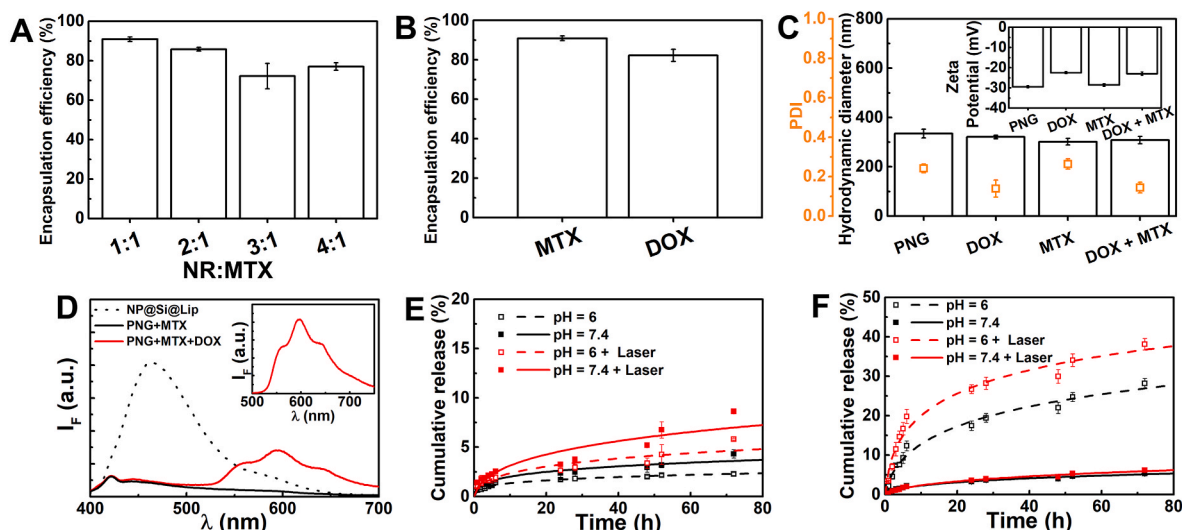 A
Encapsulation efficiency (%)
100
80
60
40
20
0
1:1 2:1 3:1 4:1
NR:MTX
B
Encapsulation efficiency (%)
100
80
60
40
20
0
MTX DOX
C
PDI
1.0
0.8
0.6
0.4
0.2
0.0
Hydrodynamic diameter (nm)
800
600
400
200
0
PNG DOX MTX DOX + MTX
Zeta
Potential (mV)
0
-10
-20
-30
-40
PNG DOX MTX DOX + MTX
D
NP@Si@Lip
PNG+MTX
PNG+MTX+DOX
IF (a.u.)
400 500 600 700
λ (nm)
IF (a.u.)
500 600 700
λ (nm)
E
Cumulative release (%)
20
15
10
5
0
pH = 6
pH = 7.4
pH = 6 + Laser
pH = 7.4 + Laser
0 20 40 60 80
Time (h)
F
Cumulative release (%)
50
40
30
20
10
0
pH = 6
pH = 7.4
pH = 6 + Laser
pH = 7.4 + Laser
0 20 40 60 80
Time (h)